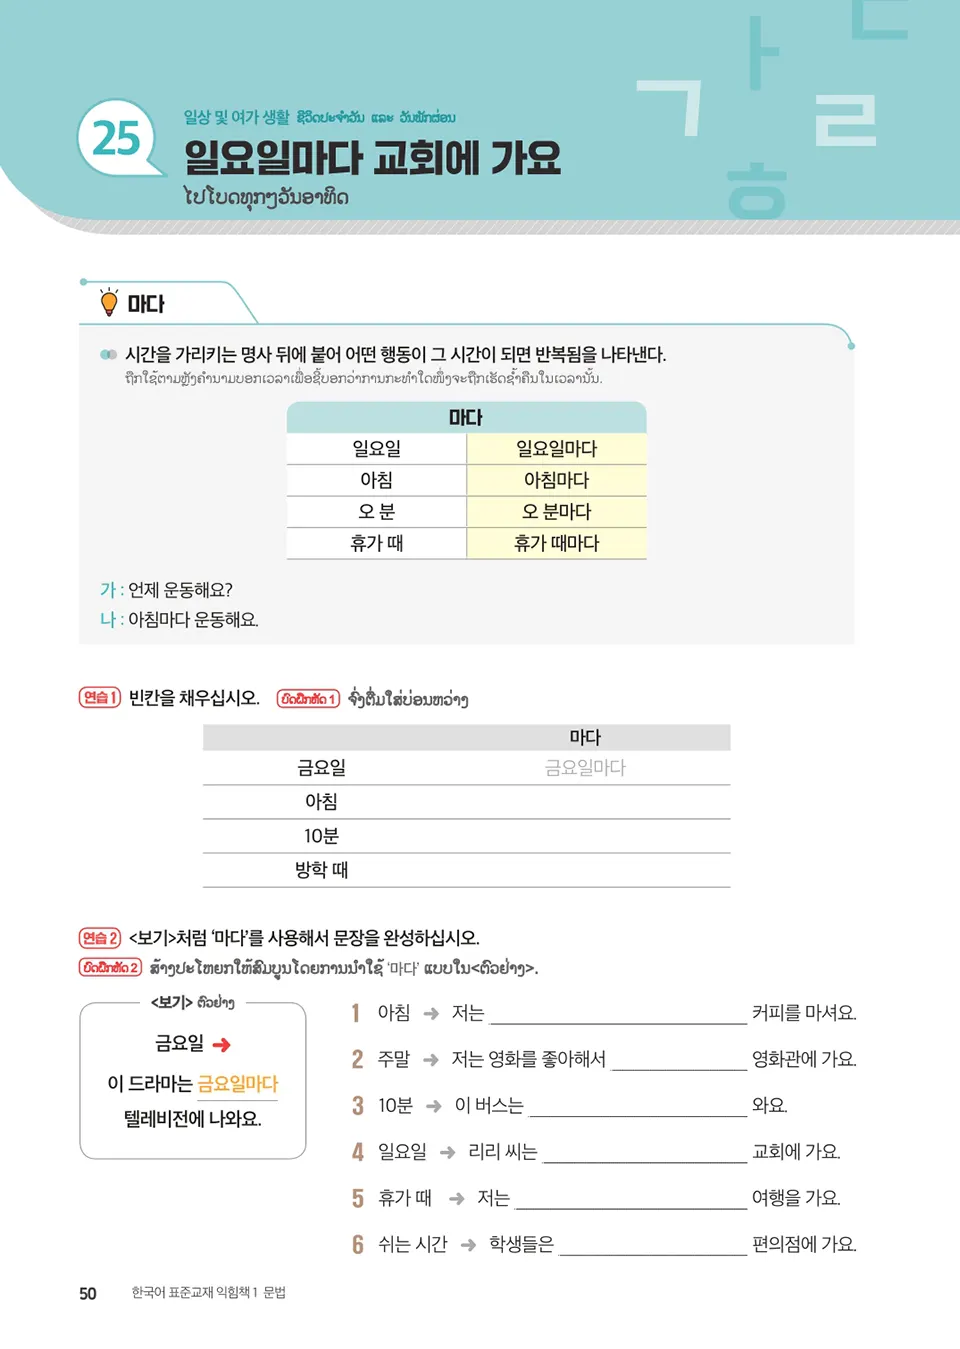 25
일상 및 여가 생활 ຊີວິດປະຈຳວັນ ແລະ ວັນພັກຜ່ອນ
일요일마다 교회에 가요
ໄປໂບດທຸກໆວັນອາທິດ
ㄱ ㅏ ㄷ ㄹ ㅎ
마다
시간을 가리키는 명사 뒤에 붙어 어떤 행동이 그 시간이 되면 반복됨을 나타낸다.
ຖືກໃຊ້ຕາມຫຼັງຄຳນາມບອກເວລາເພື່ອຊີ້ບອກວ່າການກະທຳໃດໜຶ່ງຈະຖືກເຮັດຊ້ຳຄືນໃນເວລານັ້ນ.
마다
일요일 일요일마다
아침 아침마다
오 분 오 분마다
휴가 때 휴가 때마다
가 : 언제 운동해요?
나 : 아침마다 운동해요.
연습 1 빈칸을 채우십시오. ບົດຝຶກຫັດ 1 ຈົ່ງຕື່ມໃສ່ບ່ອນຫວ່າງ
마다
금요일 금요일마다
아침
10분
방학 때
연습 2 <보기>처럼 ‘마다’를 사용해서 문장을 완성하십시오.
ບົດຝຶກຫັດ 2 ສ້າງປະໂຫຍກໃຫ້ສົມບູນໂດຍການນຳໃຊ້ ‘마다’ ແບບໃນ<ຕົວຢ່າງ>.
<보기> ຕົວຢ່າງ
금요일 ➜
이 드라마는 금요일마다
텔레비전에 나와요.
1 아침 ➜ 저는 ____ 커피를 마셔요.
2 주말 ➜ 저는 영화를 좋아해서 ____ 영화관에 가요.
3 10분 ➜ 이 버스는 ____ 와요.
4 일요일 ➜ 리리 씨는 ____ 교회에 가요.
5 휴가 때 ➜ 저는 ____ 여행을 가요.
6 쉬는 시간 ➜ 학생들은 ____ 편의점에 가요.
50 한국어 표준교재 익힘책 1 문법